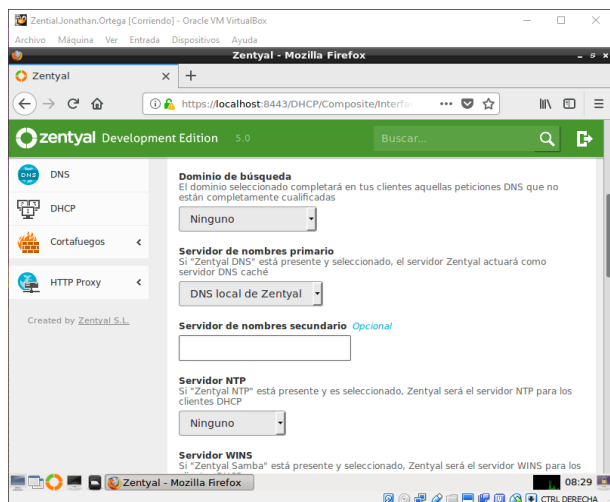 ZentialJonathan.Ortega [Corriendo] - Oracle VM VirtualBox
Archivo Máquina Ver Entrada Dispositivos Ayuda
Zentyal - Mozilla Firefox
Zentyal
https://localhost:8443/DHCP/Composite/Interfa
zentyal Development Edition 5.0
Buscar...
DNS
DHCP
Cortafuegos
HTTP Proxy
Created by Zentyal S.L.
Dominio de búsqueda
El dominio seleccionado completará en tus clientes aquellas peticiones DNS que no
están completamente cualificadas
Ninguno
Servidor de nombres primario
Si "Zentyal DNS" está presente y seleccionado, el servidor Zentyal actuará como
servidor DNS caché
DNS local de Zentyal
Servidor de nombres secundario Opcional
Servidor NTP
Si "Zentyal NTP" está presente y es seleccionado, Zentyal será el servidor NTP para los
clientes DHCP
Ninguno
Servidor WINS
Si "Zentyal Samba" está presente y seleccionado, Zentyal será el servidor WINS para los
Zentyal - Mozilla Firefox
08:29
CTRL DERECHA